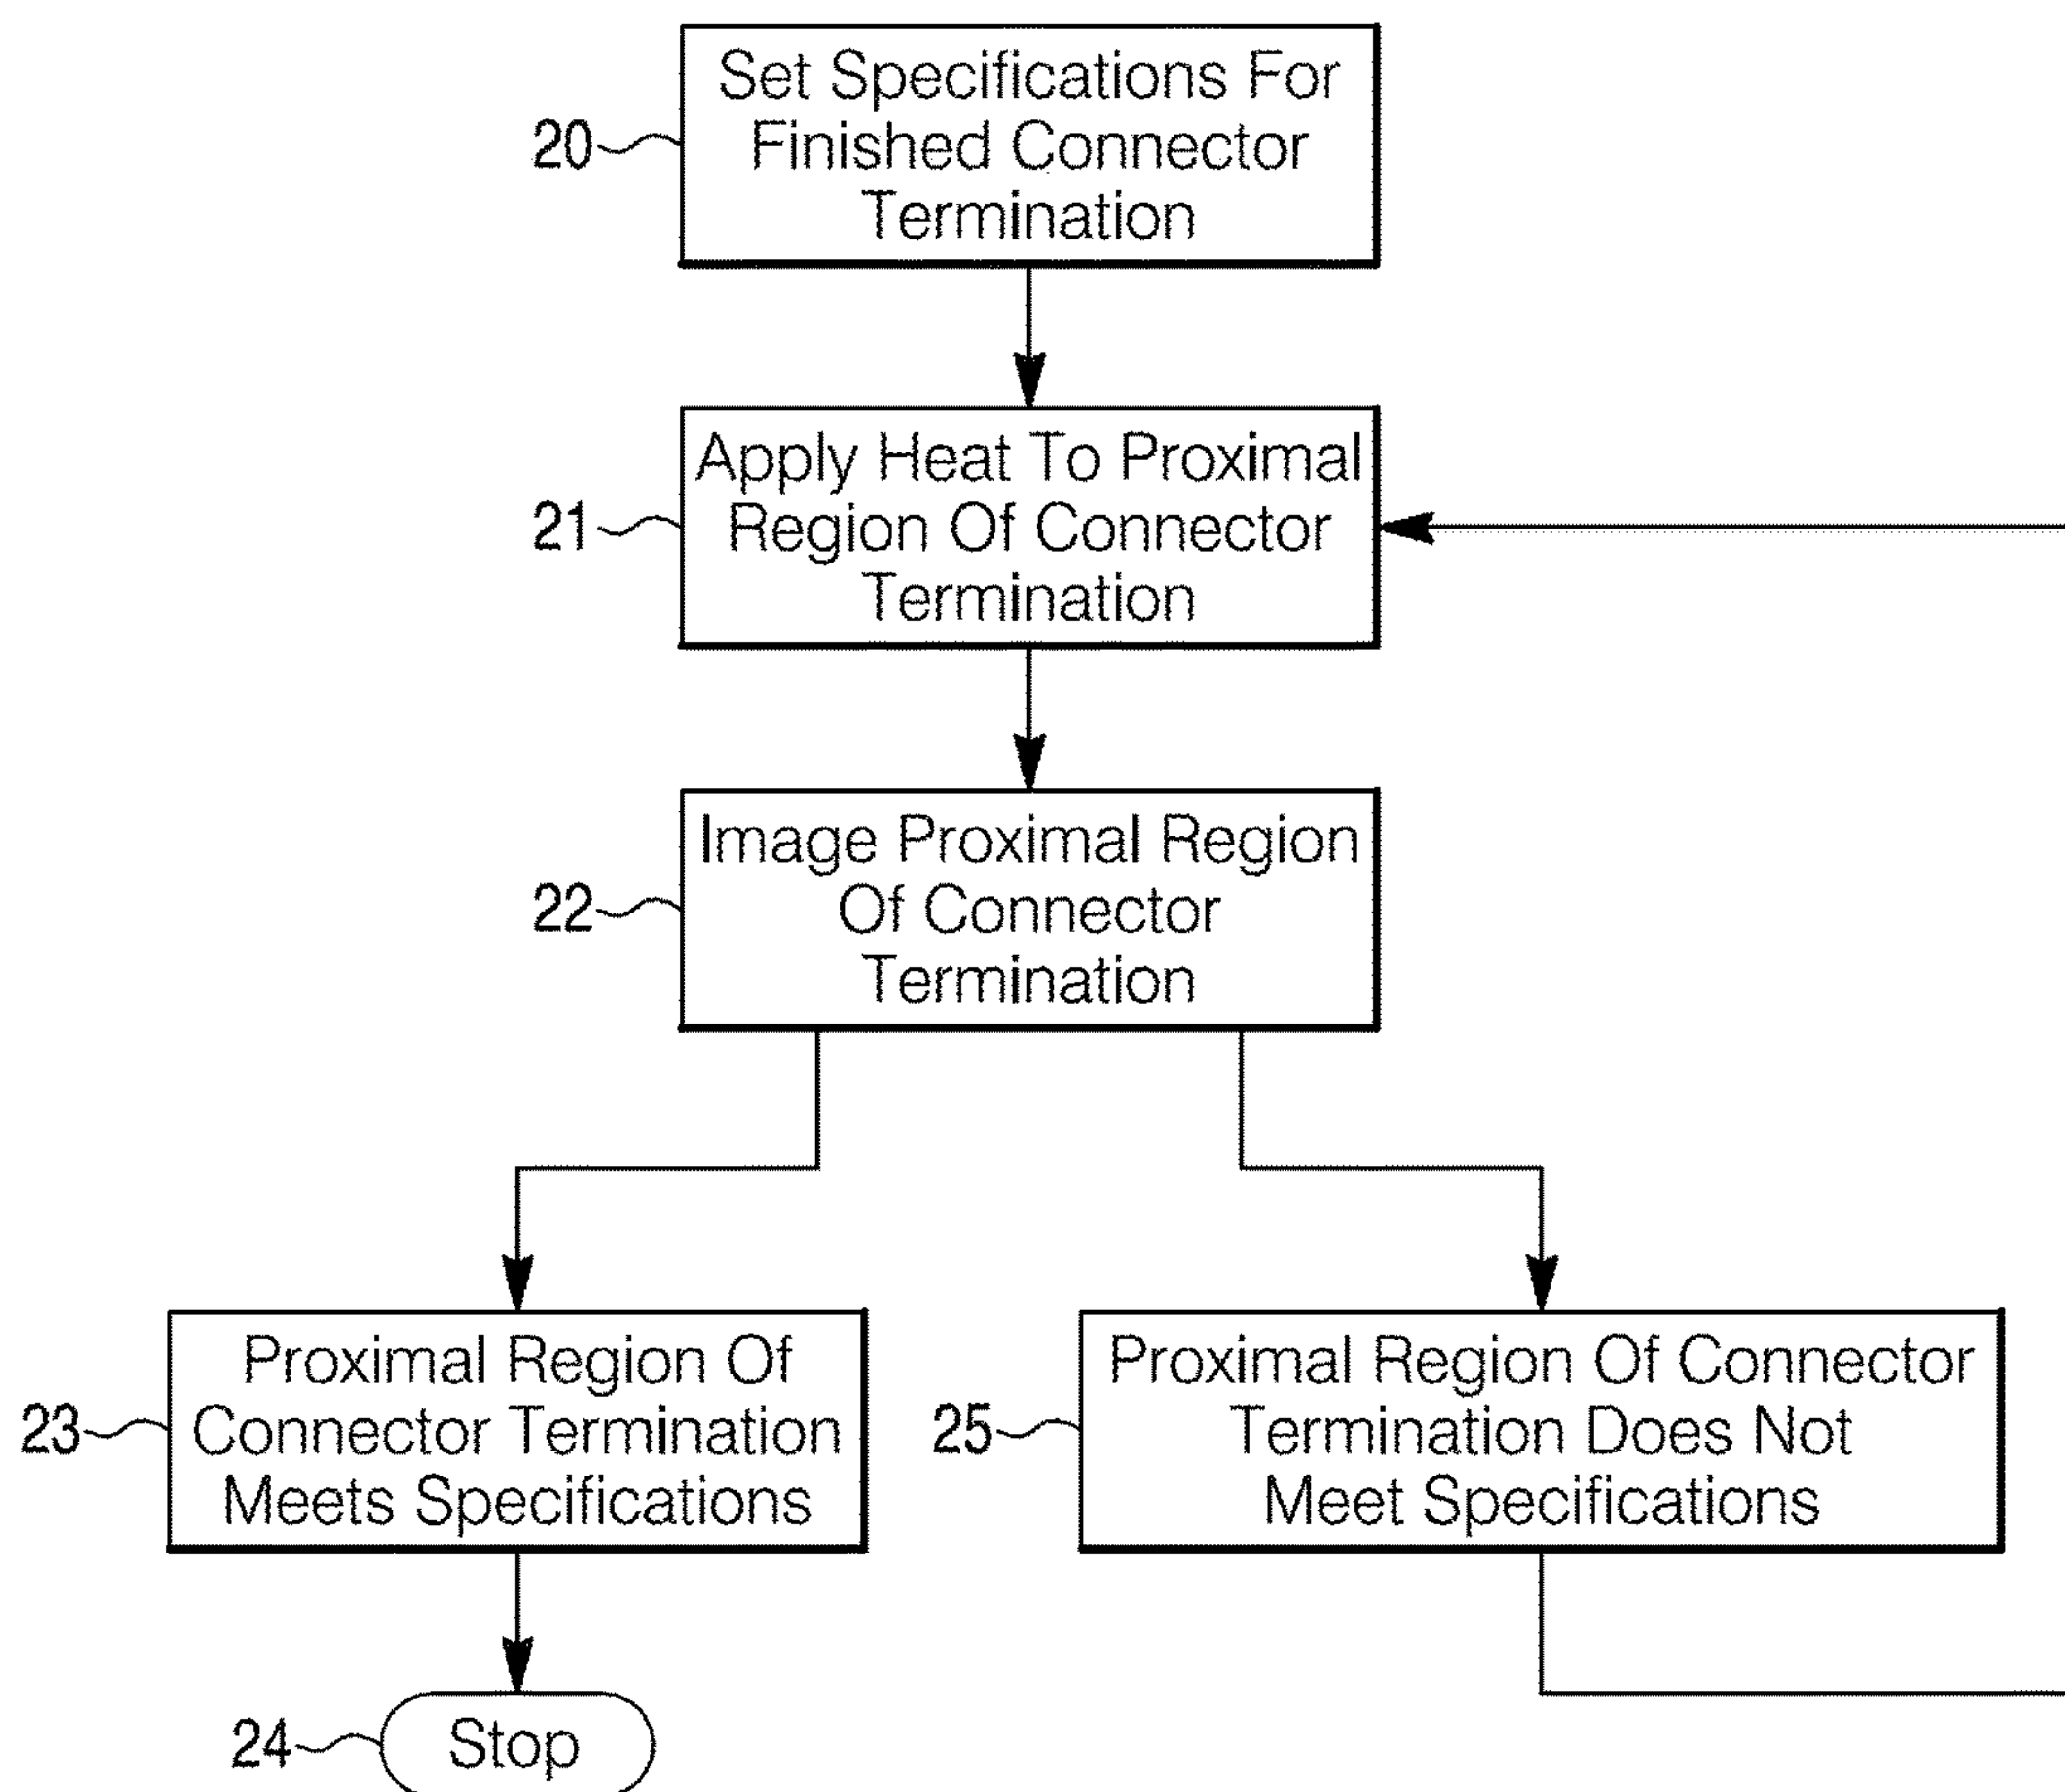 20
Set Specifications For
Finished Connector
Termination
21
Apply Heat To Proximal
Region Of Connector
Termination
22
Image Proximal Region
Of Connector
Termination
23
Proximal Region Of
Connector Termination
Meets Specifications
25
Proximal Region Of Connector
Termination Does Not
Meet Specifications
24
Stop